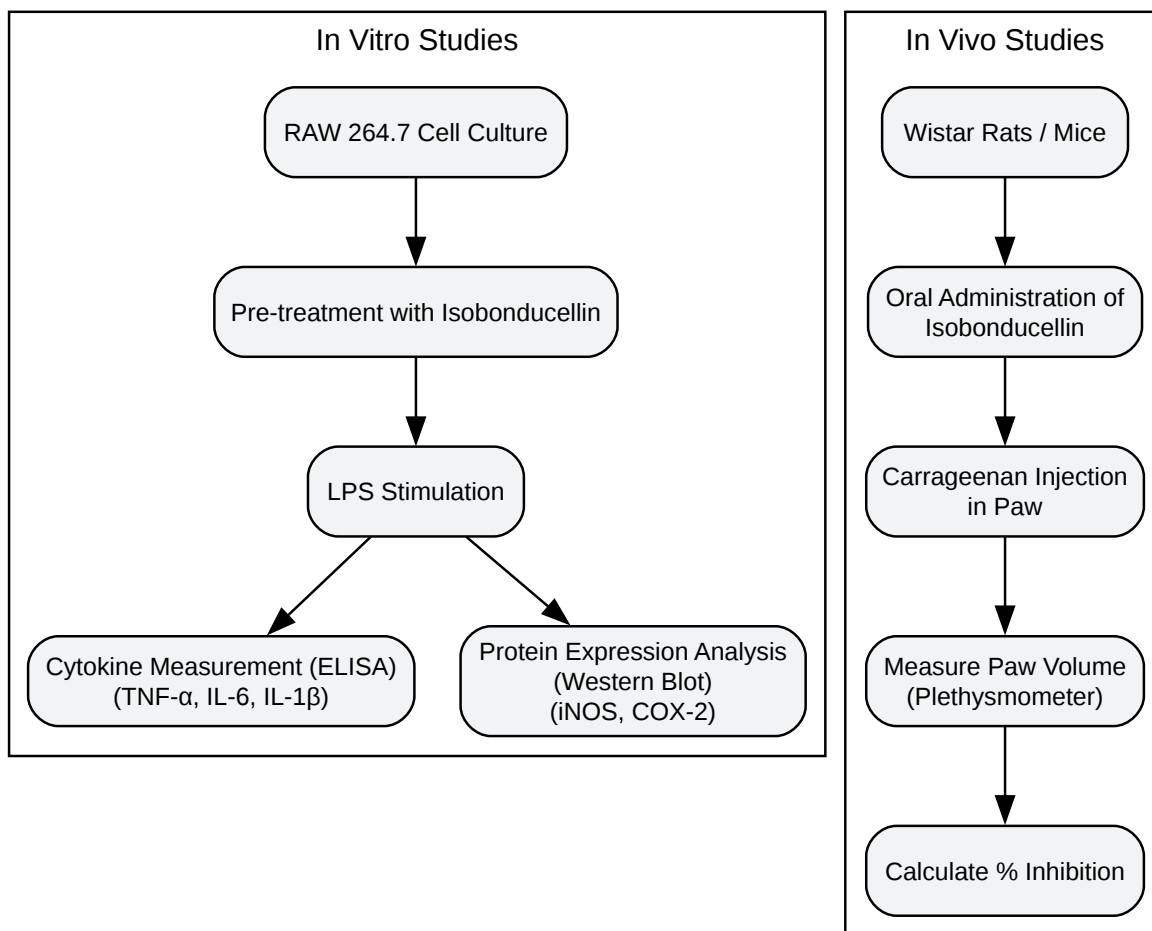 In Vitro Studies
RAW 264.7 Cell Culture
Pre-treatment with Isobonducellin
LPS Stimulation
Cytokine Measurement (ELISA)
(TNF-α, IL-6, IL-1β)
Protein Expression Analysis
(Western Blot)
(iNOS, COX-2)
In Vivo Studies
Wistar Rats / Mice
Oral Administration of
Isobonducellin
Carrageenan Injection
in Paw
Measure Paw Volume
(Plethysmometer)
Calculate % Inhibition